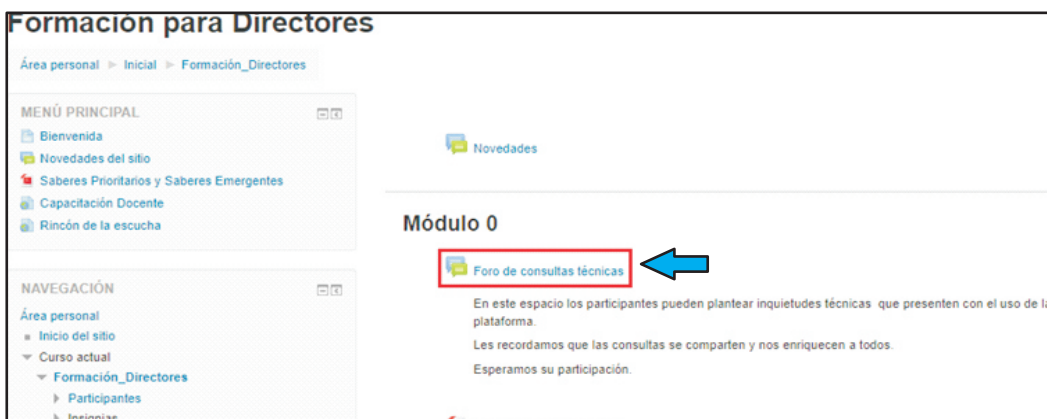 Formación para Directores
Área personal ► Inicial ► Formación_Directores
MENÚ PRINCIPAL
Bienvenida
Novedades del sitio
Saberes Prioritarios y Saberes Emergentes
Capacitación Docente
Rincón de la escucha
NAVEGACIÓN
Área personal
Inicio del sitio
Curso actual
Formación_Directores
Participantes
Insignias
Novedades
Módulo 0
Foro de consultas técnicas
En este espacio los participantes pueden plantear inquietudes técnicas que presenten con el uso de la
plataforma.
Les recordamos que las consultas se comparten y nos enriquecen a todos.
Esperamos su participación.